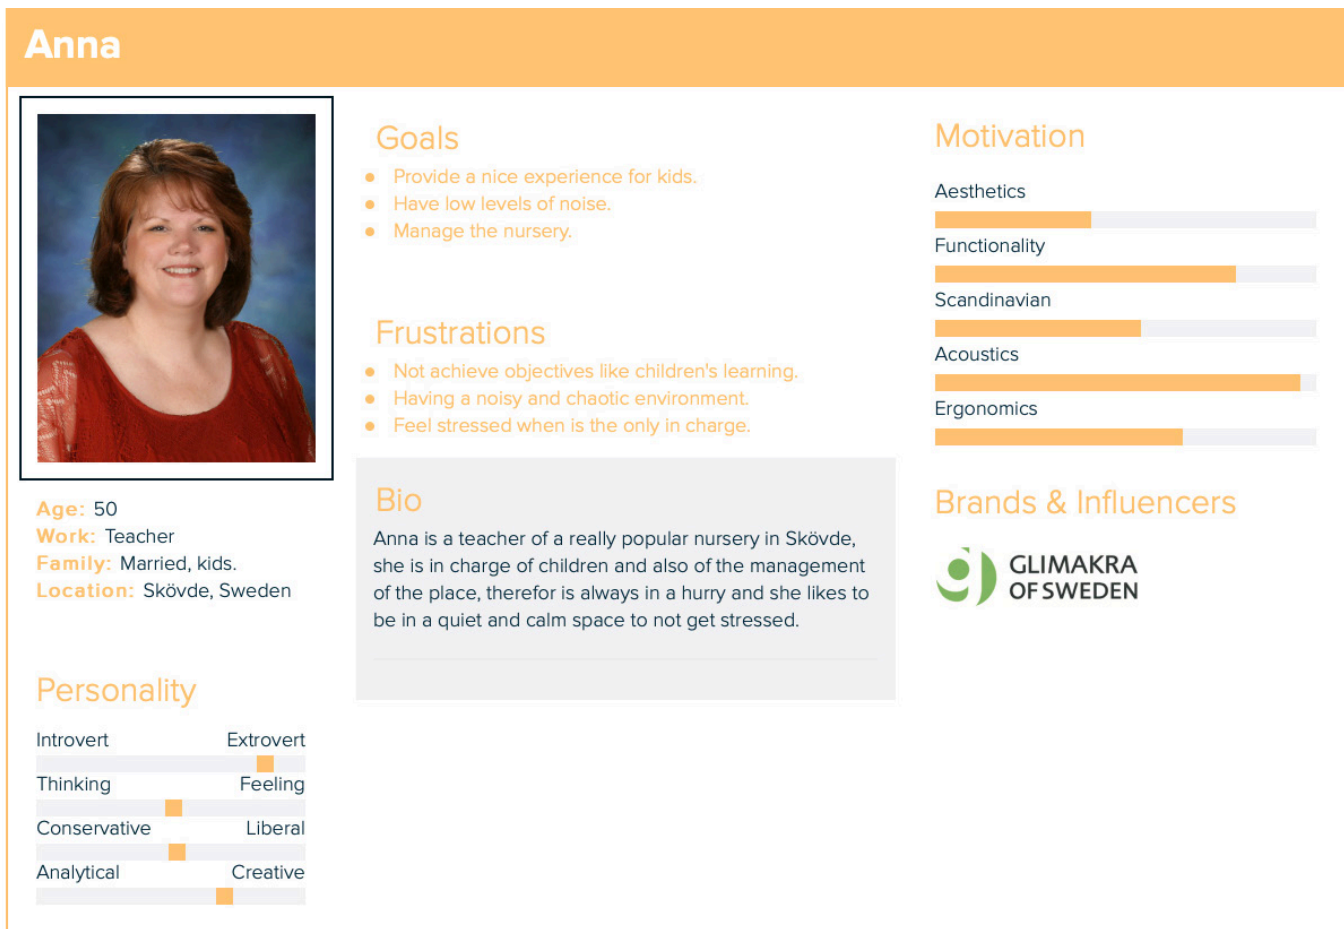 Anna
Age: 50
Work: Teacher
Family: Married, kids.
Location: Skövde, Sweden
Personality
Introvert Extrovert
Thinking Feeling
Conservative Liberal
Analytical Creative
Goals
● Provide a nice experience for kids.
● Have low levels of noise.
● Manage the nursery.
Frustrations
● Not achieve objectives like children's learning.
● Having a noisy and chaotic environment.
● Feel stressed when is the only in charge.
Bio
Anna is a teacher of a really popular nursery in Skövde,
she is in charge of children and also of the management
of the place, therefor is always in a hurry and she likes to
be in a quiet and calm space to not get stressed.
Motivation
Aesthetics
Functionality
Scandinavian
Acoustics
Ergonomics
Brands & Influencers
GLIMAKRA
OF SWEDEN